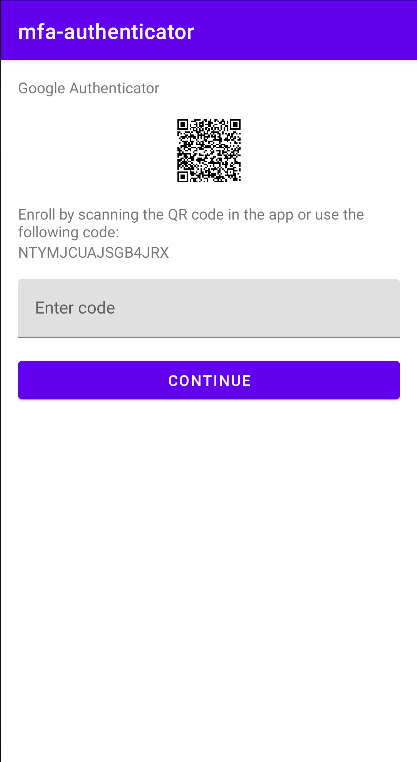 mfa-authenticator
Google Authenticator
Enroll by scanning the QR code in the app or use the
following code:
NTYMJCUAJSGB4JRX
Enter code
CONTINUE